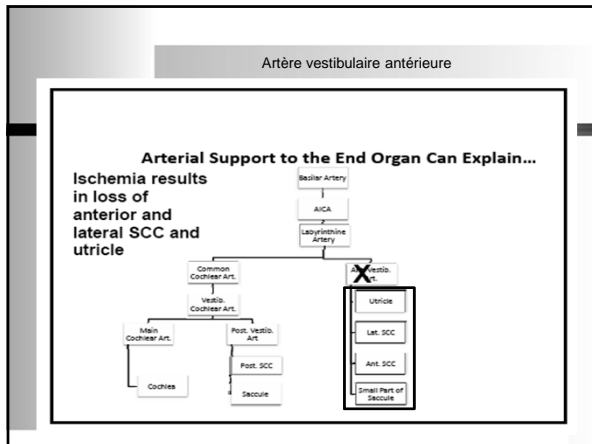 Artère vestibulaire antérieure
Arterial Support to the End Organ Can Explain...
Ischemia results
in loss of
anterior and
lateral SCC and
utricle
Basilar Artery
AICA
Labyrinthine
Artery
Common
Cochlear Art.
Vestib.
Art.
Vestib.
Cochlear Art.
Utricle
Main
Cochlear Art.
Post. Vestib.
Art
Lat. SCC
Post. SCC
Ant. SCC
Cochlea
Saccule
Small Part of
Saccule